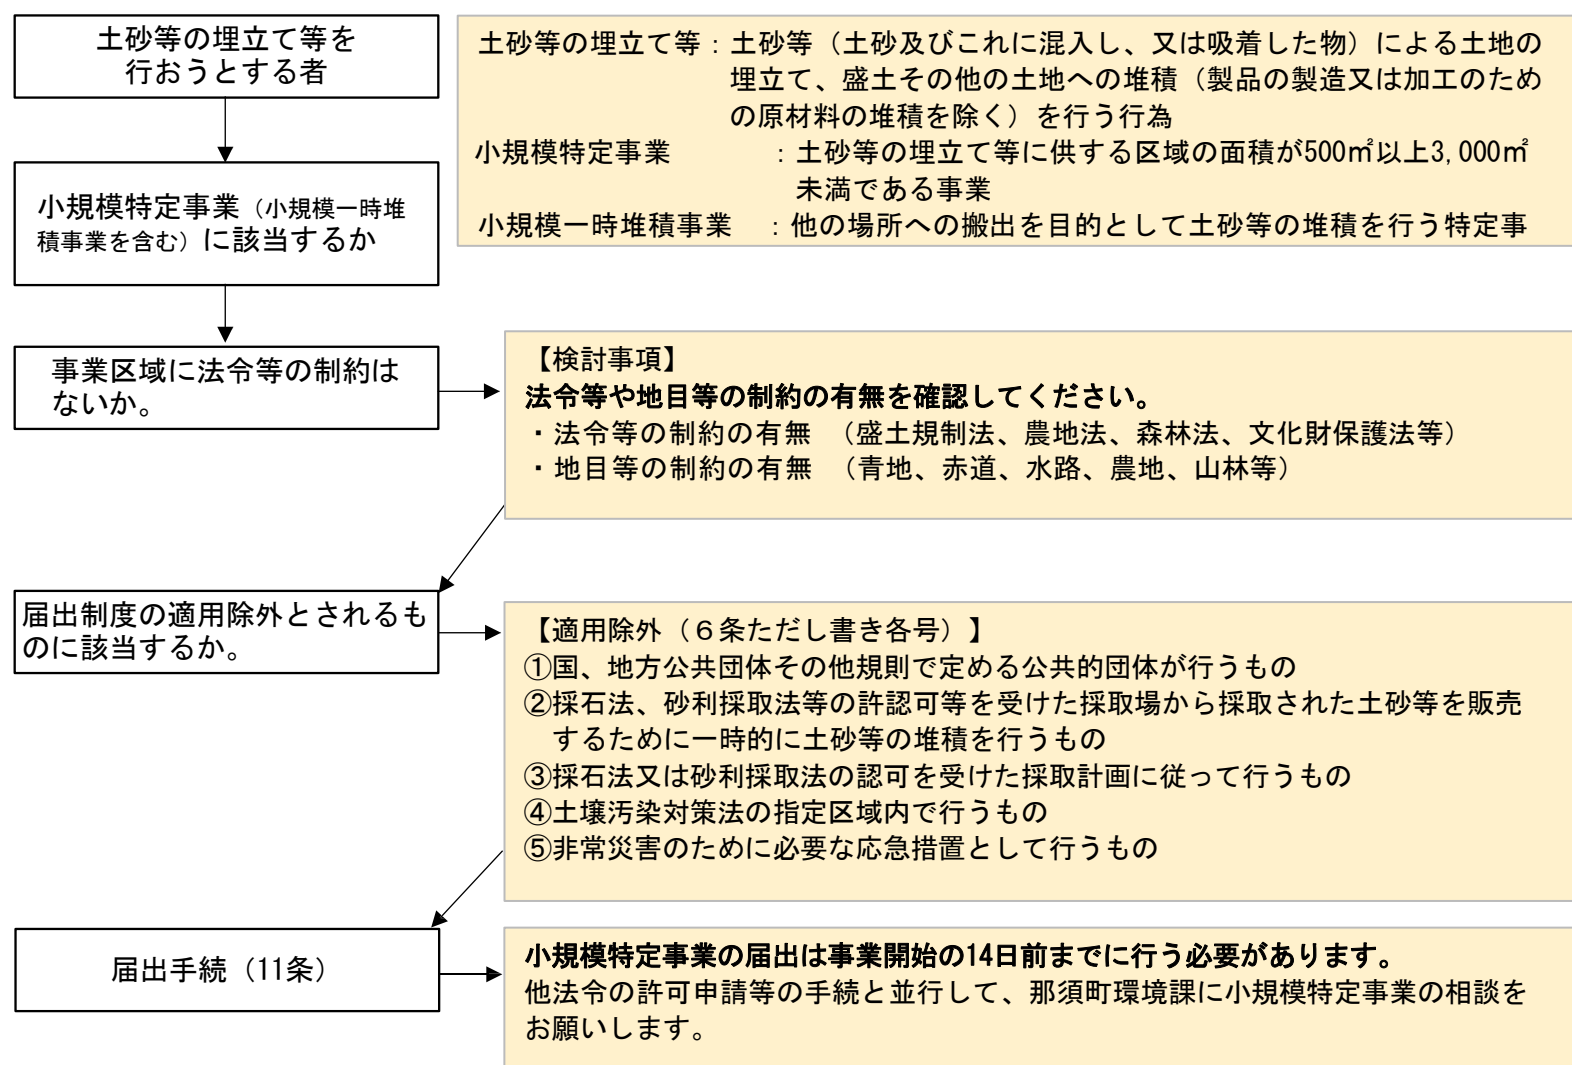 土砂等の埋立て等を
行おうとする者
土砂等の埋立て等：土砂等（土砂及びこれに混入し、又は吸着した物）による土地の
埋立て、盛土その他の土地への堆積（製品の製造又は加工のため
の原材料の堆積を除く）を行う行為
小規模特定事業　　　　：土砂等の埋立て等に供する区域の面積が500㎡以上3,000㎡
未満である事業
小規模一時堆積事業　：他の場所への搬出を目的として土砂等の堆積を行う特定事
小規模特定事業（小規模一時堆
積事業を含む）に該当するか
事業区域に法令等の制約は
ないか。
【検討事項】
法令等や地目等の制約の有無を確認してください。
・法令等の制約の有無　（盛土規制法、農地法、森林法、文化財保護法等）
・地目等の制約の有無　（青地、赤道、水路、農地、山林等）
届出制度の適用除外とされるも
のに該当するか。
【適用除外（６条ただし書き各号）】
①国、地方公共団体その他規則で定める公共的団体が行うもの
②採石法、砂利採取法等の許認可等を受けた採取場から採取された土砂等を販売
するために一時的に土砂等の堆積を行うもの
③採石法又は砂利採取法の認可を受けた採取計画に従って行うもの
④土壌汚染対策法の指定区域内で行うもの
⑤非常災害のために必要な応急措置として行うもの
届出手続（11条）
小規模特定事業の届出は事業開始の14日前までに行う必要があります。
他法令の許可申請等の手続と並行して、那須町環境課に小規模特定事業の相談を
お願いします。